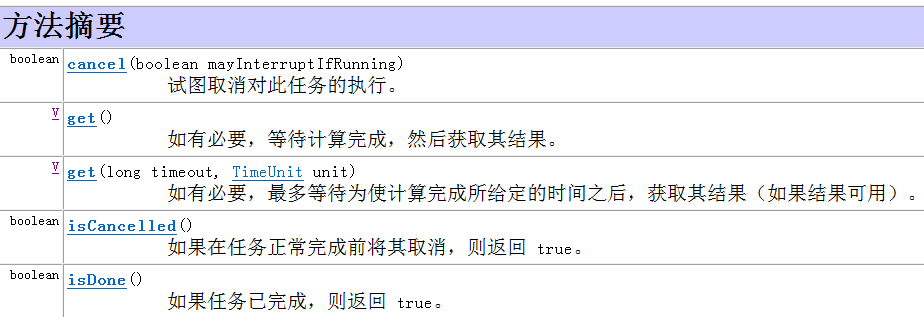 方法摘要
boolean cancel(boolean mayInterruptIfRunning)
试图取消对此任务的执行。
V get()
如有必要，等待计算完成，然后获取其结果。
V get(long timeout, TimeUnit unit)
如有必要，最多等待为使计算完成所给定的时间之后，获取其结果（如果结果可用）。
boolean isCancelled()
如果在任务正常完成前将其取消，则返回 true。
boolean isDone()
如果任务已完成，则返回 true。